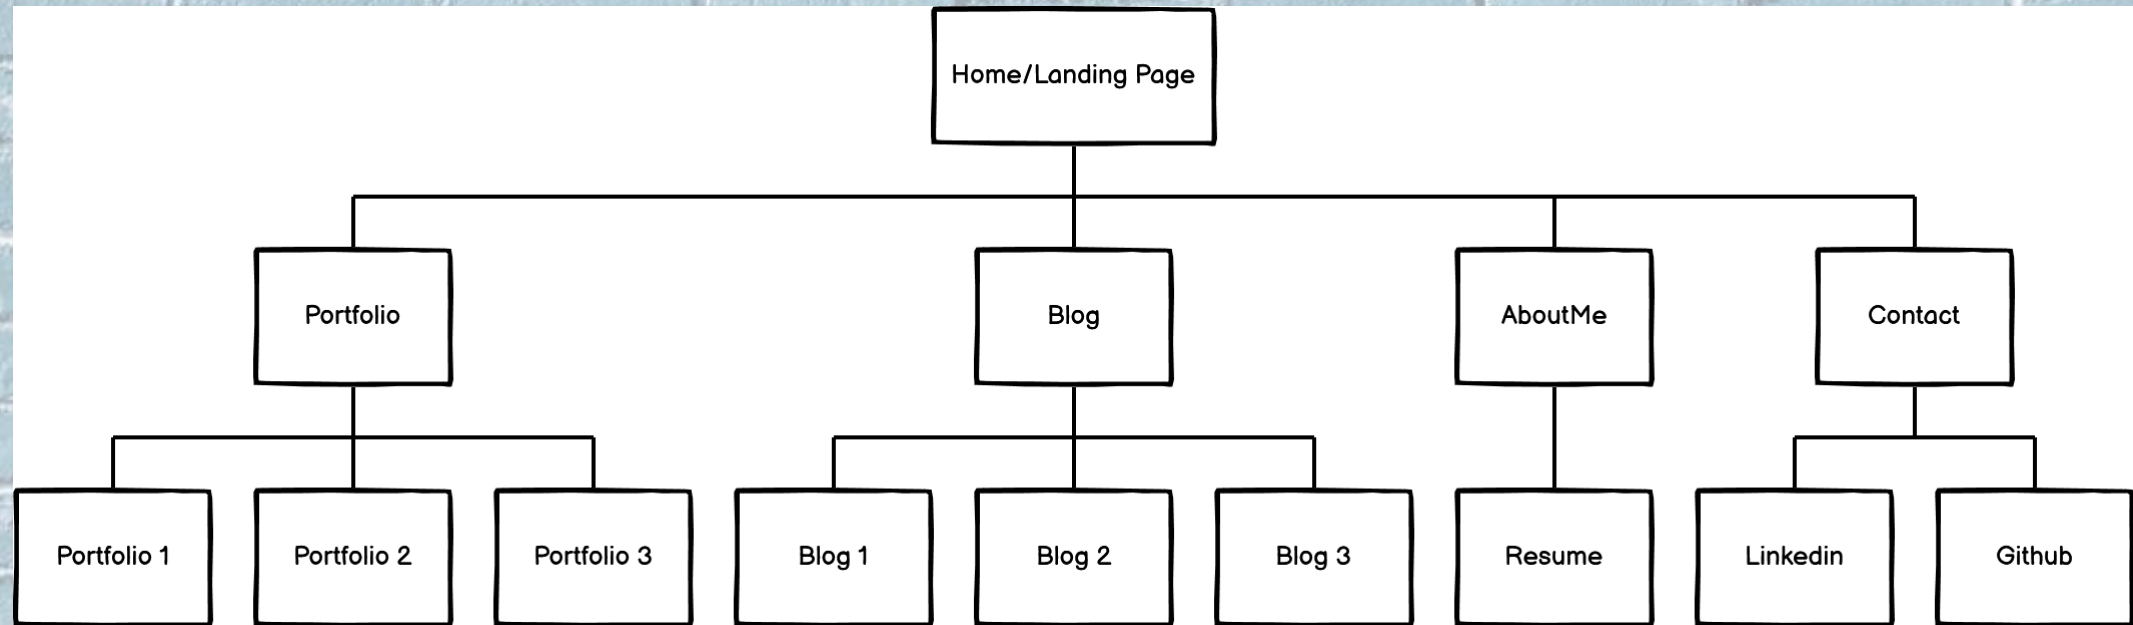 Home/Landing Page
Portfolio
Blog
AboutMe
Contact
Portfolio 1
Portfolio 2
Portfolio 3
Blog 1
Blog 2
Blog 3
Resume
Linkedin
Github